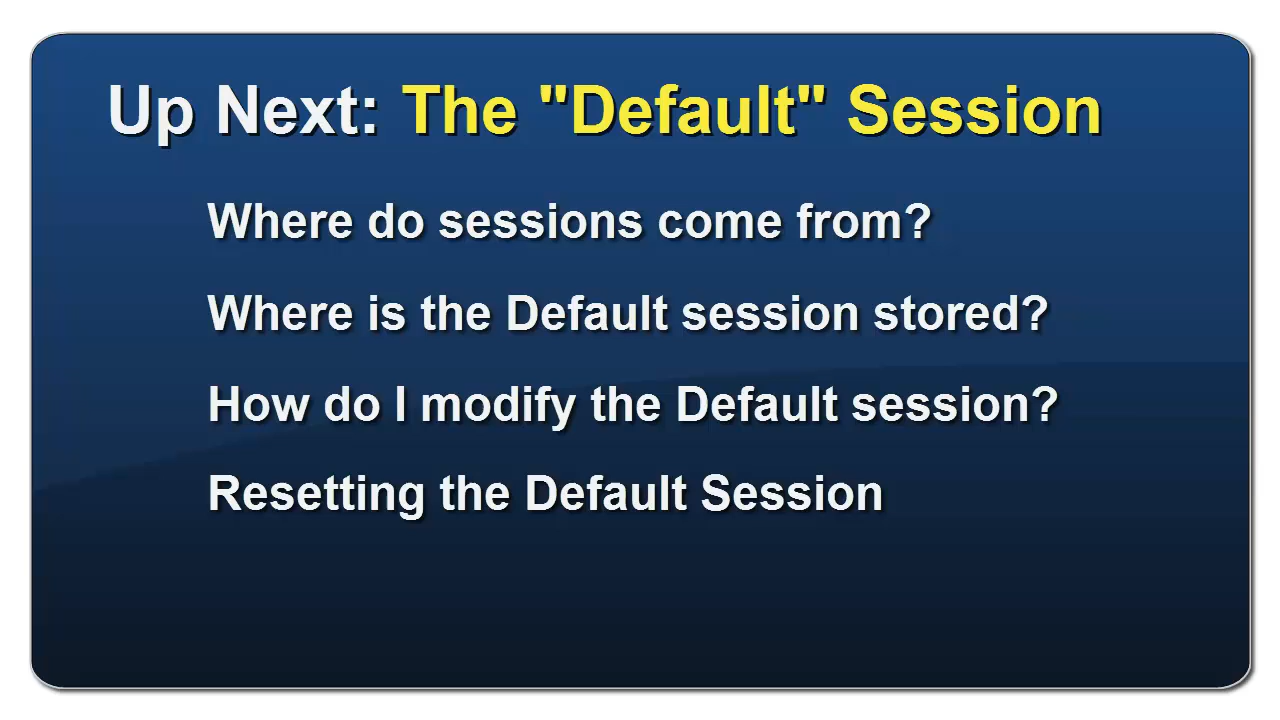 Up Next: The "Default" Session
Where do sessions come from?
Where is the Default session stored?
How do I modify the Default session?
Resetting the Default Session